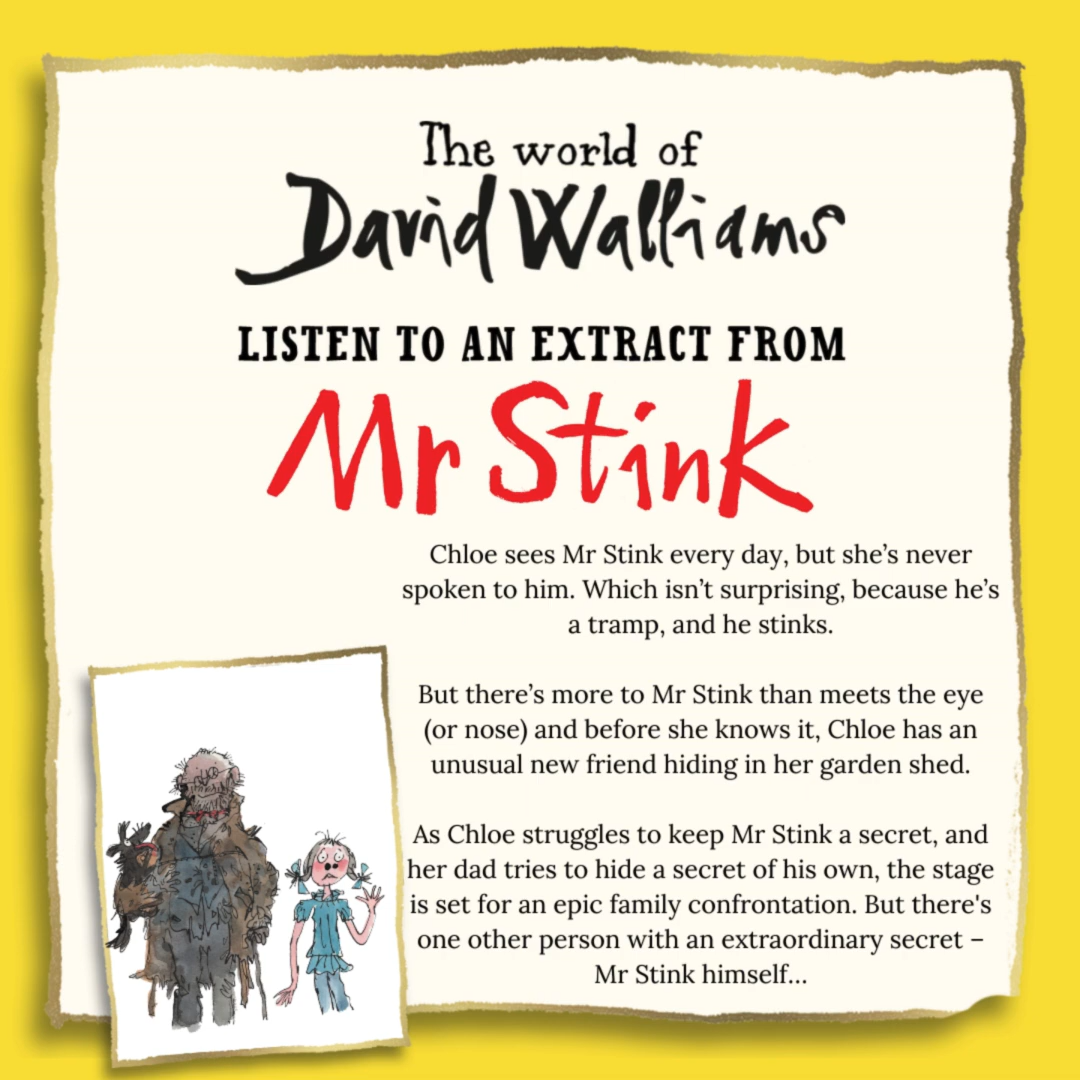 The world of
David Walliams
LISTEN TO AN EXTRACT FROM
Mr Stink
Chloe sees Mr Stink every day, but she’s never
spoken to him. Which isn’t surprising, because he’s
a tramp, and he stinks.
But there’s more to Mr Stink than meets the eye
(or nose) and before she knows it, Chloe has an
unusual new friend hiding in her garden shed.
As Chloe struggles to keep Mr Stink a secret, and
her dad tries to hide a secret of his own, the stage
is set for an epic family confrontation. But there's
one other person with an extraordinary secret –
Mr Stink himself...